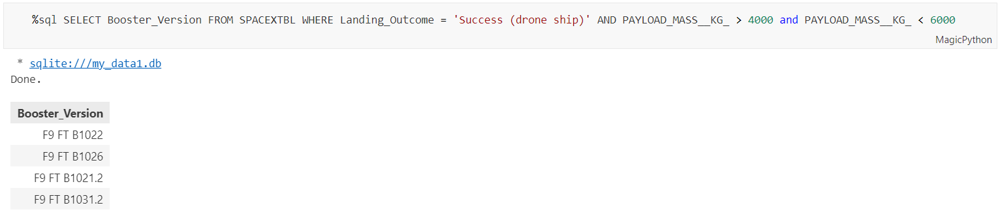 %sql SELECT Booster_Version FROM SPACEXTBL WHERE Landing_Outcome = 'Success (drone ship)' AND PAYLOAD_MASS__KG_ > 4000 and PAYLOAD_MASS__KG_ < 6000
MagicPython
* sqlite:///my_data1.db
Done.
Booster_Version
F9 FT B1022
F9 FT B1026
F9 FT B1021.2
F9 FT B1031.2